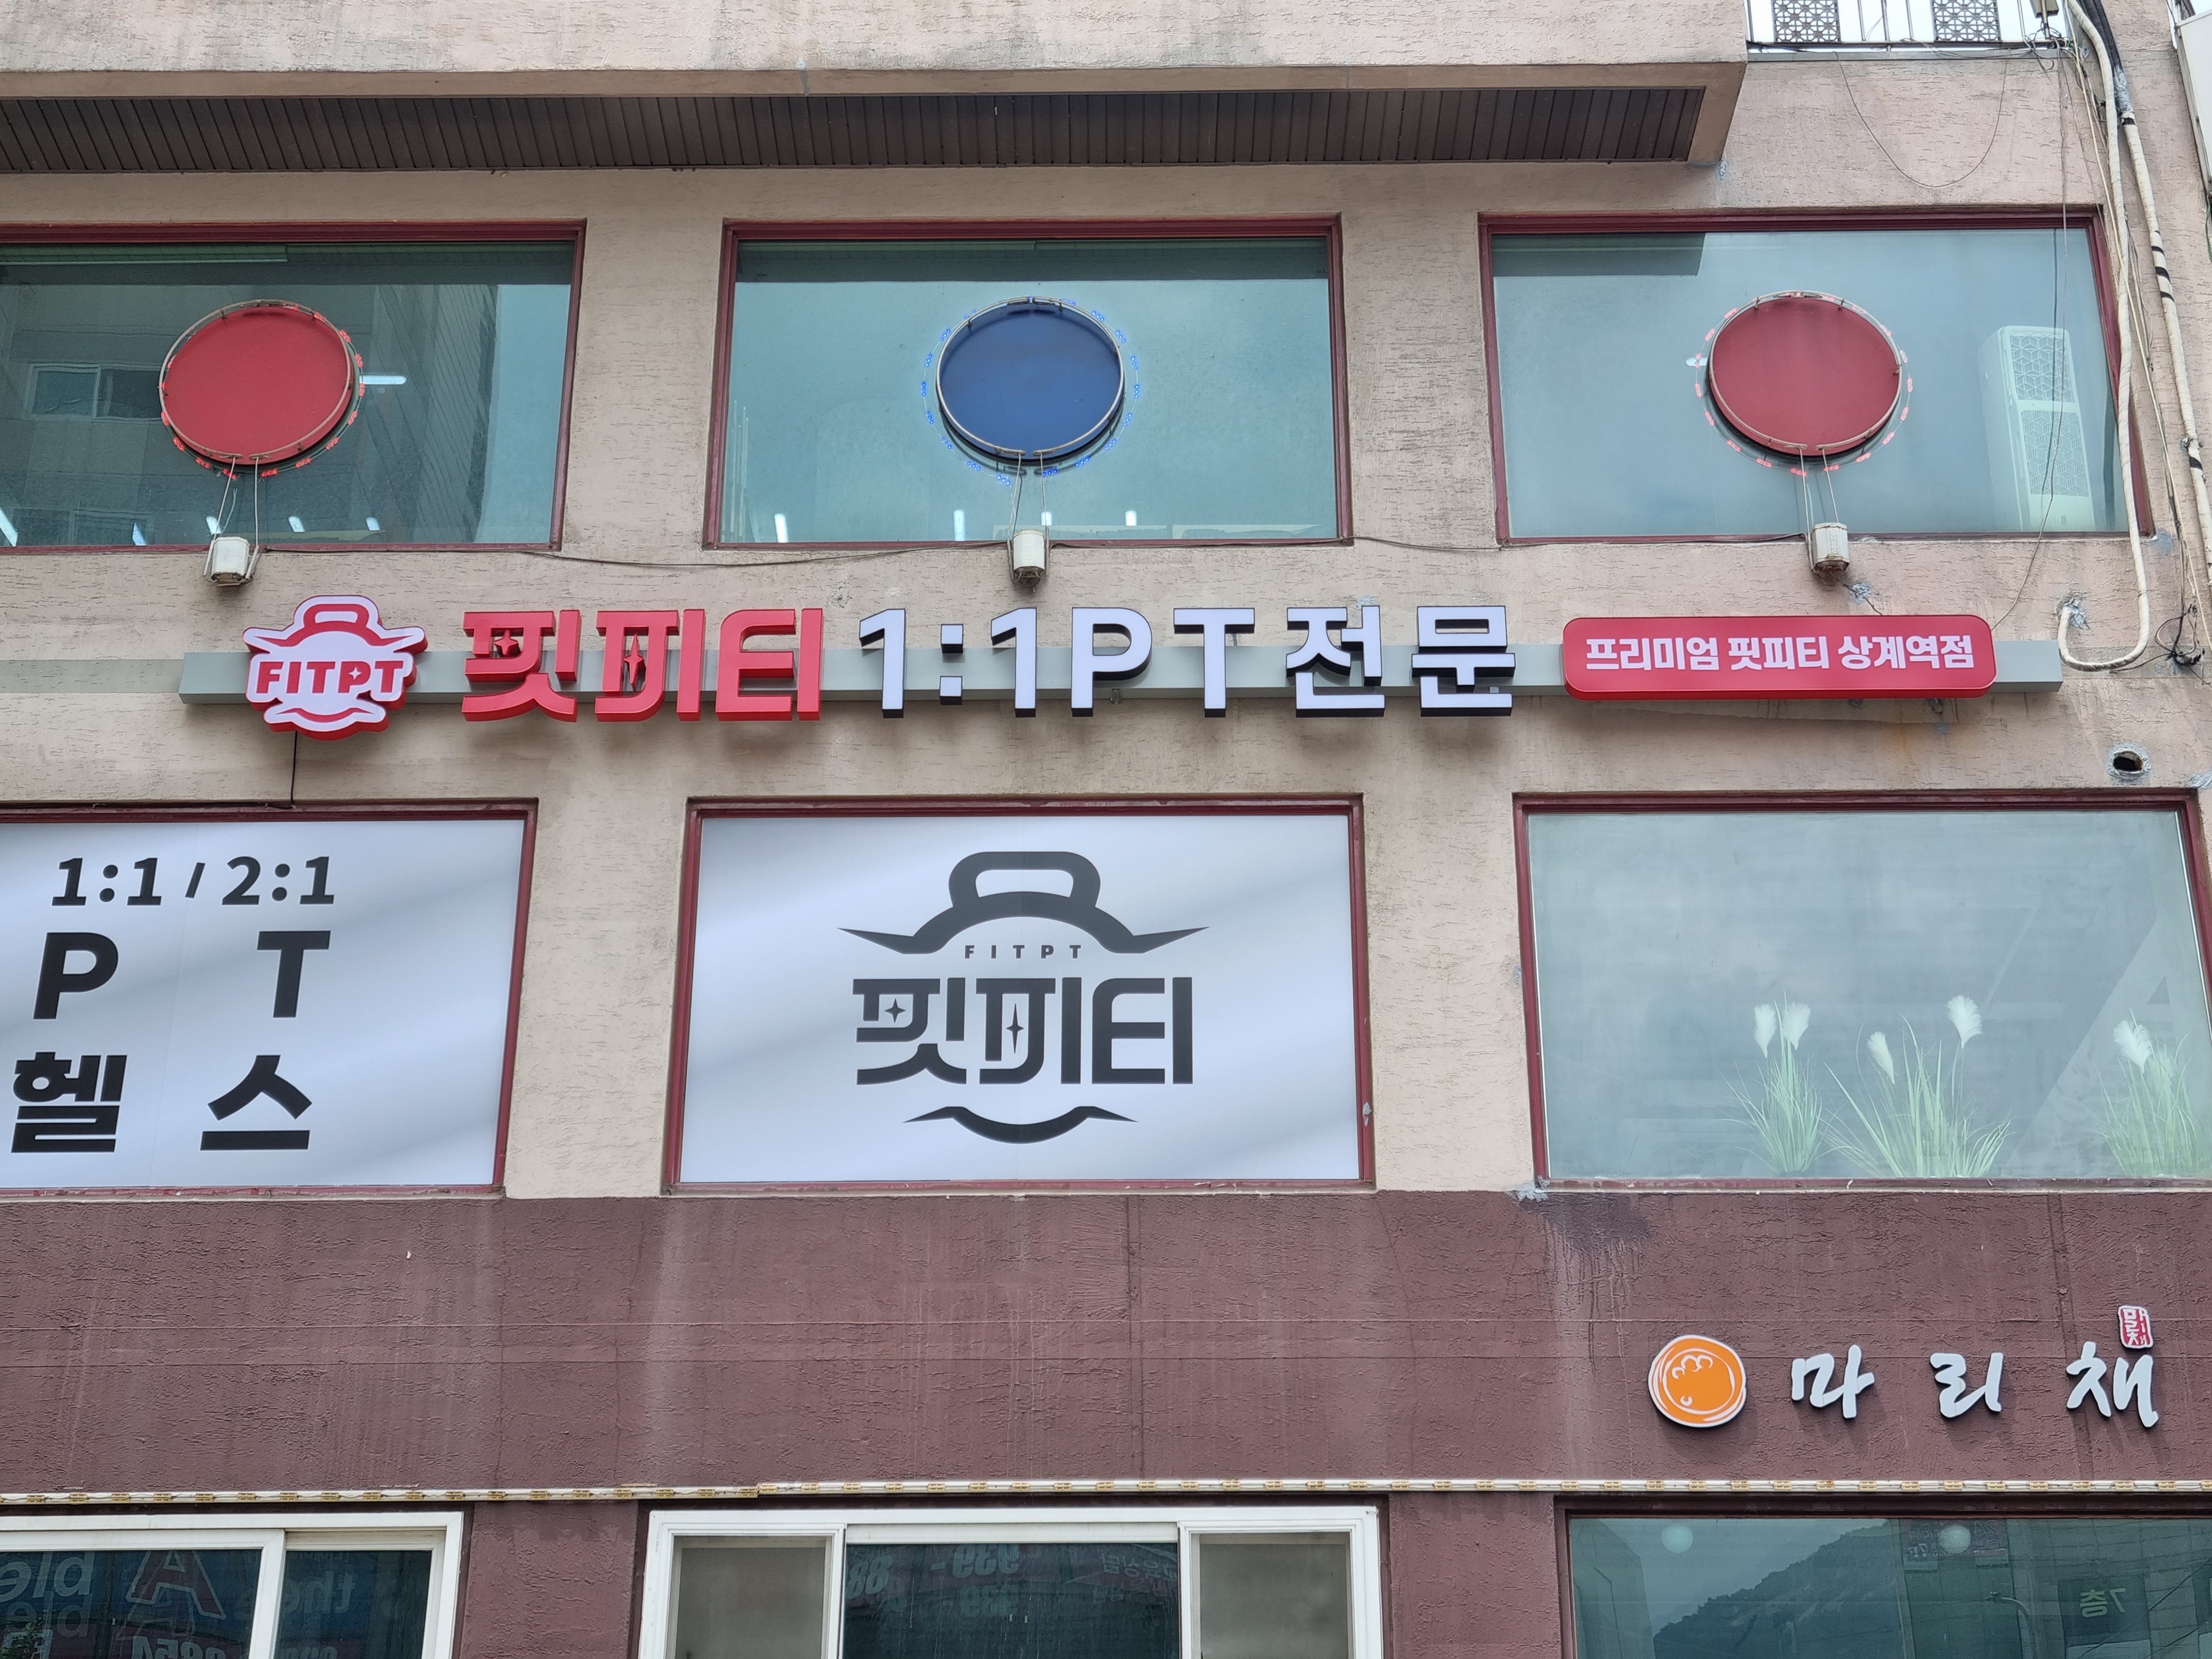 FITPT 핏피티 1:1PT전문 프리미엄 핏피티 상계역점
1:1 / 2:1
P T
헬 스
FITPT
핏피티
마리채